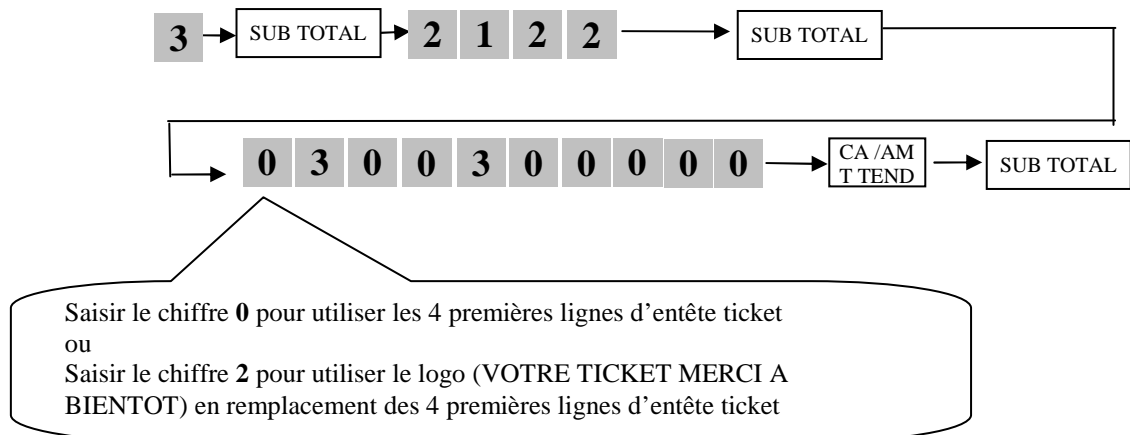 3 SUB TOTAL 2 1 2 2 SUB TOTAL
0 3 0 0 3 0 0 0 0 0 CA /AM T TEND SUB TOTAL
Saisir le chiffre 0 pour utiliser les 4 premières lignes d'entête ticket
ou
Saisir le chiffre 2 pour utiliser le logo (VOTRE TICKET MERCI A
BIENTOT) en remplacement des 4 premières lignes d'entête ticket